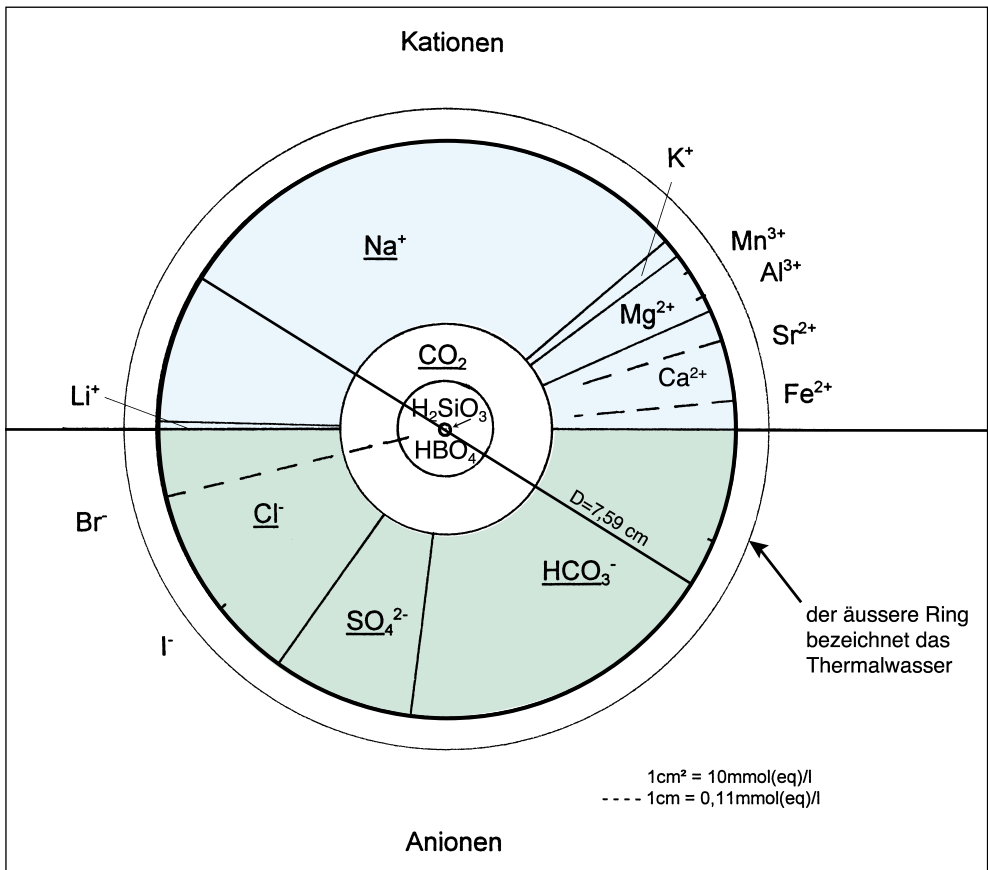 Kationen
K⁺
Mn³⁺
Al³⁺
Na⁺
Mg²⁺
Sr²⁺
CO₂
Ca²⁺
Fe²⁺
Li⁺
H₂SiO₃
HBO₄
D=7,59 cm
Cl⁻
Br⁻
HCO₃⁻
SO₄²⁻
I⁻
der äussere Ring
bezeichnet das
Thermalwasser
1cm² = 10mmol(eq)/l
---- 1cm = 0,11mmol(eq)/l
Anionen